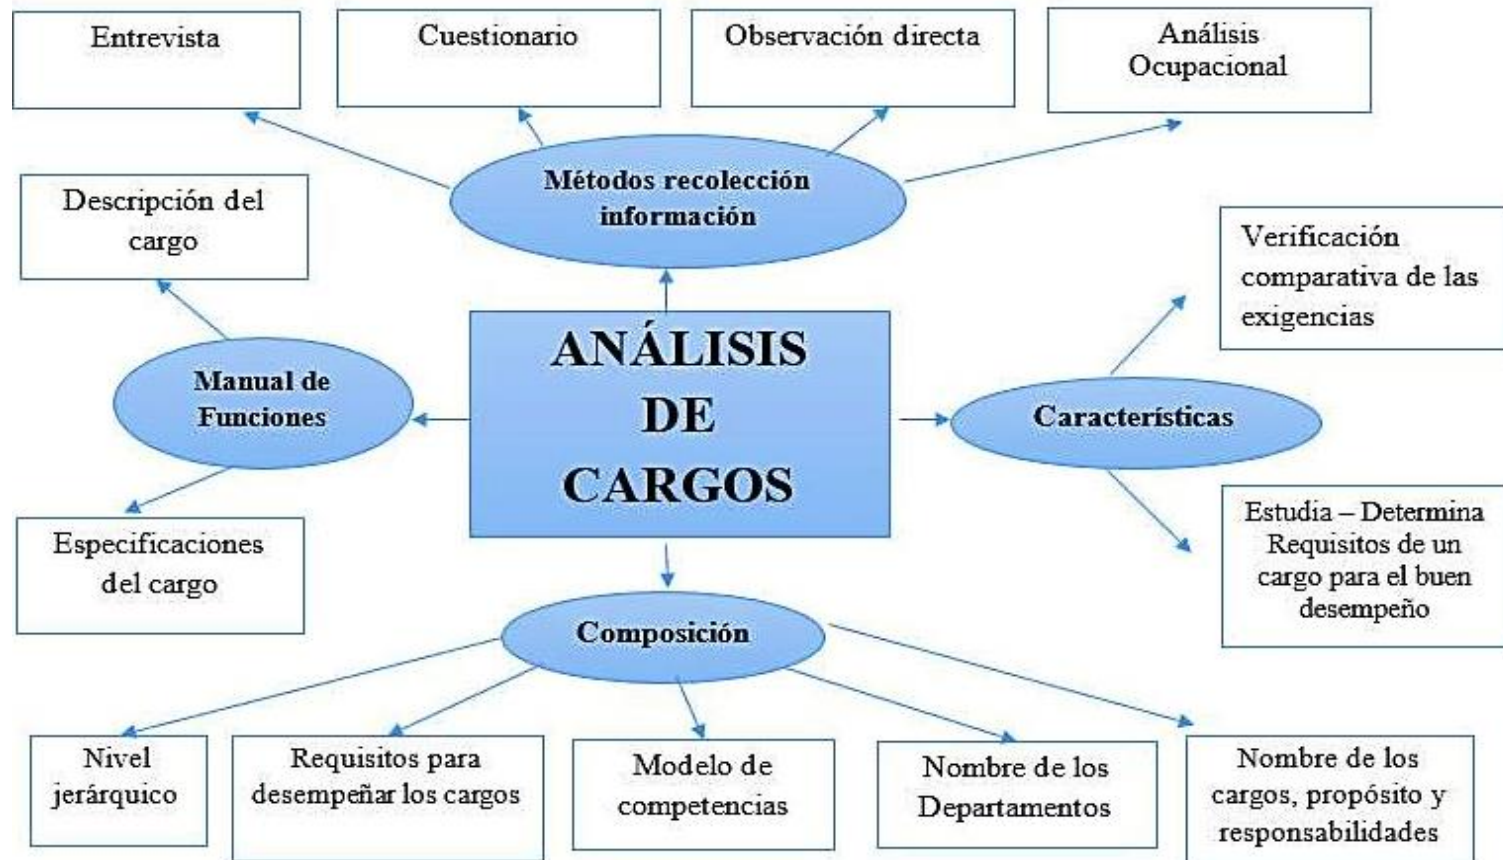 Entrevista
Cuestionario
Observación directa
Análisis
Ocupacional
Métodos recolección
información
Descripción del
cargo
Verificación
comparativa de las
exigencias
Manual de
Funciones
ANÁLISIS
DE
CARGOS
Característícas
Especificaciones
del cargo
Estudia – Determina
Requisitos de un
cargo para el buen
desempeño
Composición
Nivel
jerárquico
Requisitos para
desempeñar los cargos
Modelo de
competencias
Nombre de los
Departamentos
Nombre de los
cargos, propósito y
responsabilidades